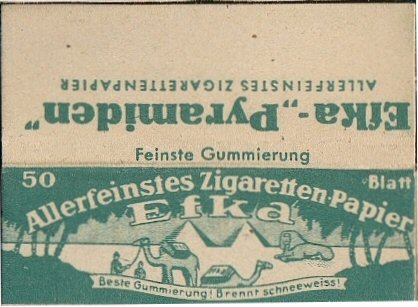 ALLERFEINSTES ZIGARETTENPAPIER
Efka-„Pyramiden"
Feinste Gummierung
50 Blatt
Allerfeinstes Zigaretten-Papier
Efka
Beste Gummierung! Brennt schneeweiss!